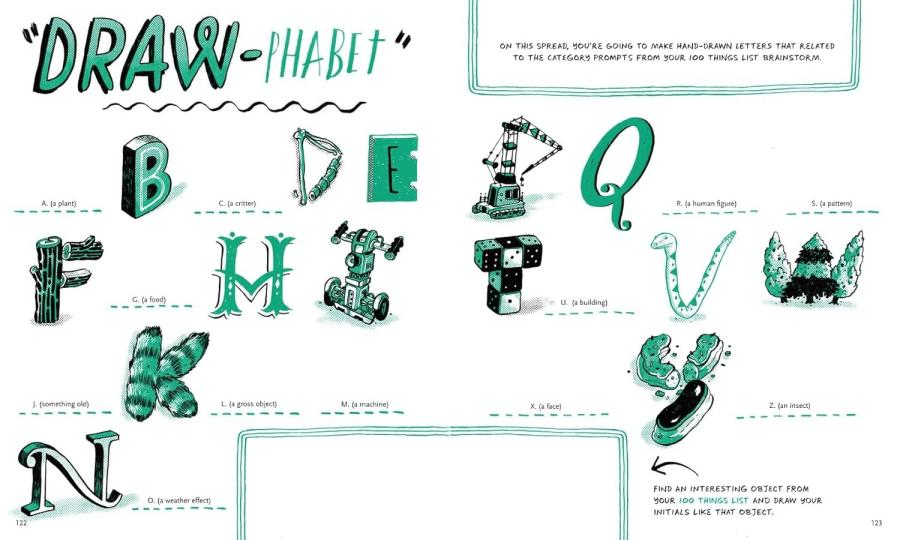 "DRAW-PHABET"
ON THIS SPREAD, YOU'RE GOING TO MAKE HAND-DRAWN LETTERS THAT RELATED
TO THE CATEGORY PROMPTS FROM YOUR 100 THINGS LIST BRAINSTORM.
A. (a plant)
B
C. (a critter)
D
E
F
G. (a food)
H
J. (something old)
K
L. (a gross object)
M. (a machine)
N
O. (a weather effect)
122
Q
R. (a human figure)
S. (a pattern)
T
U. (a building)
V
W
X. (a face)
Y
Z. (an insect)
FIND AN INTERESTING OBJECT FROM
YOUR 100 THINGS LIST AND DRAW YOUR
INITIALS LIKE THAT OBJECT.
123